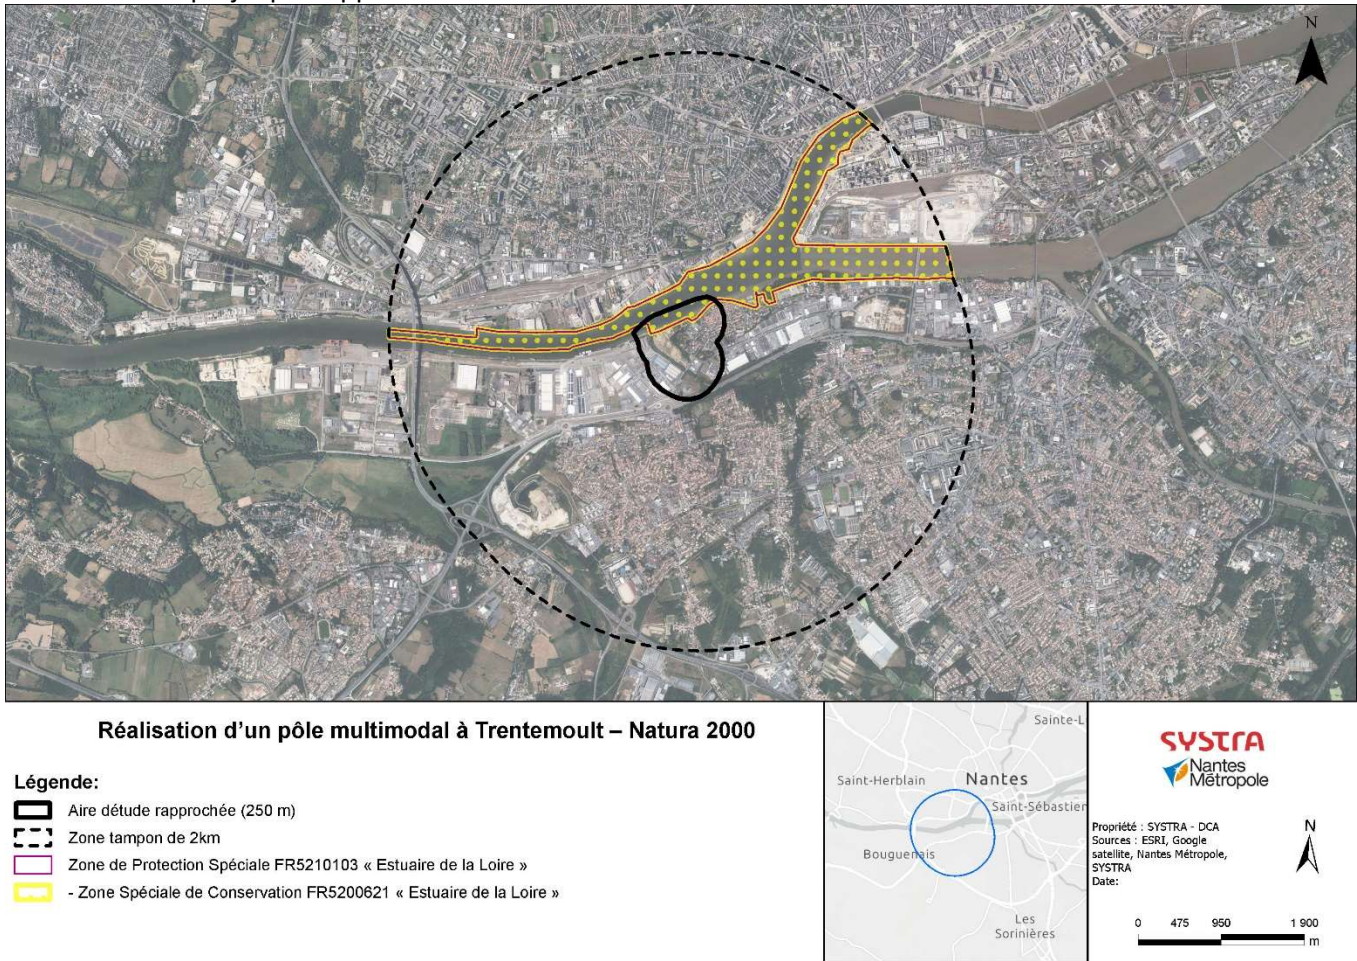 N
Réalisation d'un pôle multimodal à Trentemoult – Natura 2000
Légende:
Aire détude rapprochée (250 m)
Zone tampon de 2km
Zone de Protection Spéciale FR5210103 « Estuaire de la Loire »
- Zone Spéciale de Conservation FR5200621 « Estuaire de la Loire »
Sainte-L
Saint-Herblain
Nantes
Saint-Sébastien
Bouguenais
Les
Sorinières
SYSTRA
Nantes
Métropole
Propriété : SYSTRA - DCA
Sources : ESRI, Google
satellite, Nantes Métropole,
SYSTRA
Date:
N
0 475 950 1 900
m